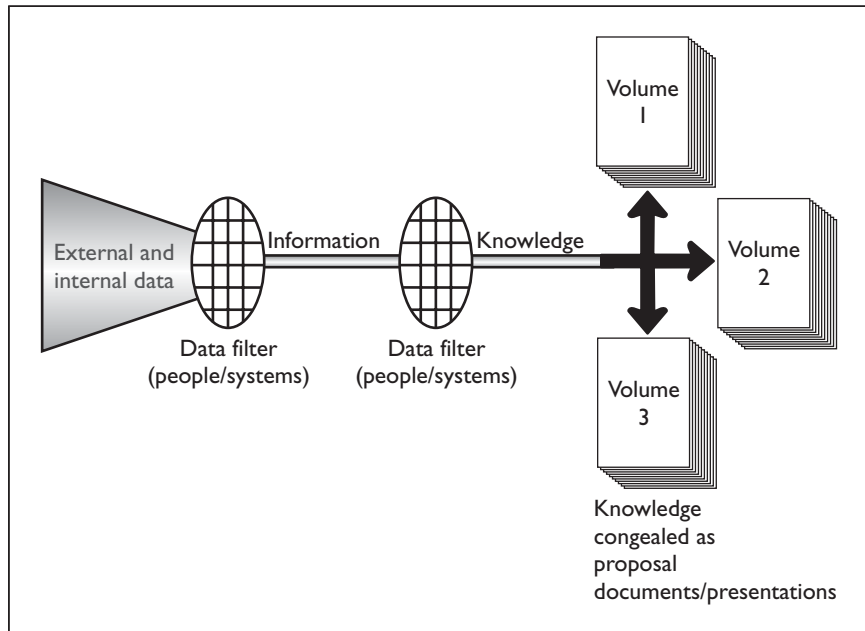 Volume
1
External and
internal data
Information
Knowledge
Volume
2
Data filter
(people/systems)
Data filter
(people/systems)
Volume
3
Knowledge
congealed as
proposal
documents/presentations